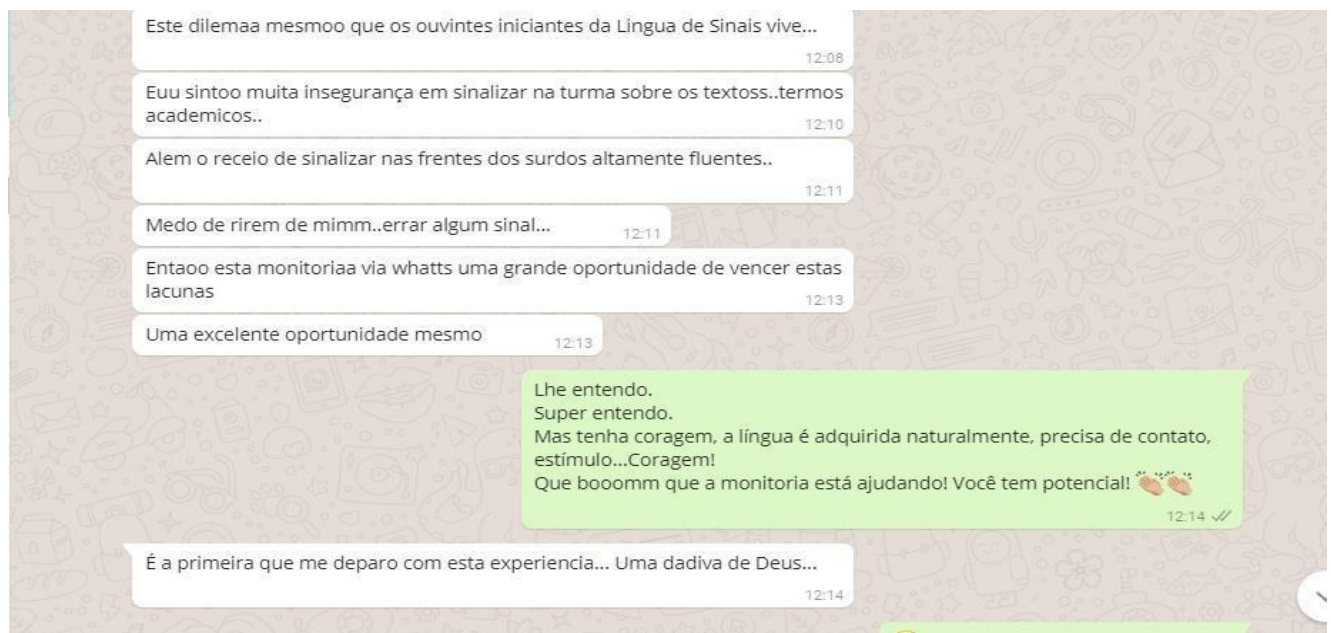 Este dilemaa mesmoo que os ouvintes iniciantes da Lingua de Sinais vive...
12:08
Euu sintoo muita insegurança em sinalizar na turma sobre os textoss..termos
academicos..
12:10
Alem o receio de sinalizar nas frentes dos surdos altamente fluentes..
12:11
Medo de rirem de mimm..errar algum sinal...
12:11
Entaoo esta monitoriaa via whatts uma grande oportunidade de vencer estas
lacunas
12:13
Uma excelente oportunidade mesmo
12:13
Lhe entendo.
Super entendo.
Mas tenha coragem, a língua é adquirida naturalmente, precisa de contato,
estímulo...Coragem!
Que booomm que a monitoria está ajudando! Você tem potencial! 👏👏
12:14
É a primeira que me deparo com esta experiencia... Uma dadiva de Deus...
12:14